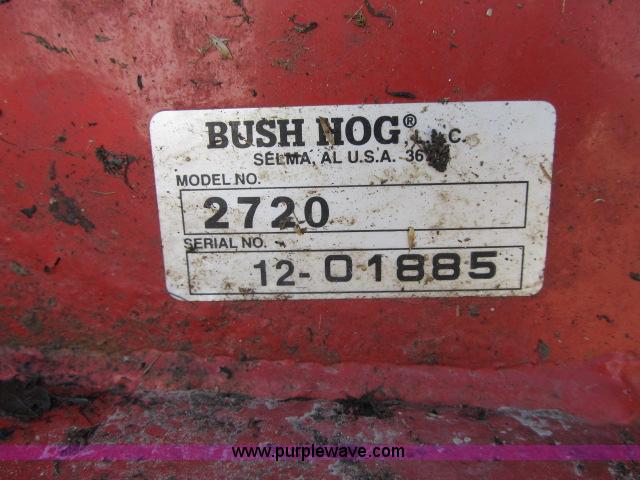 BUSH HOG®, L.L.C.
SELMA, AL U.S.A.
MODEL NO.
2720
SERIAL NO.
12-01885
www.purplewave.com